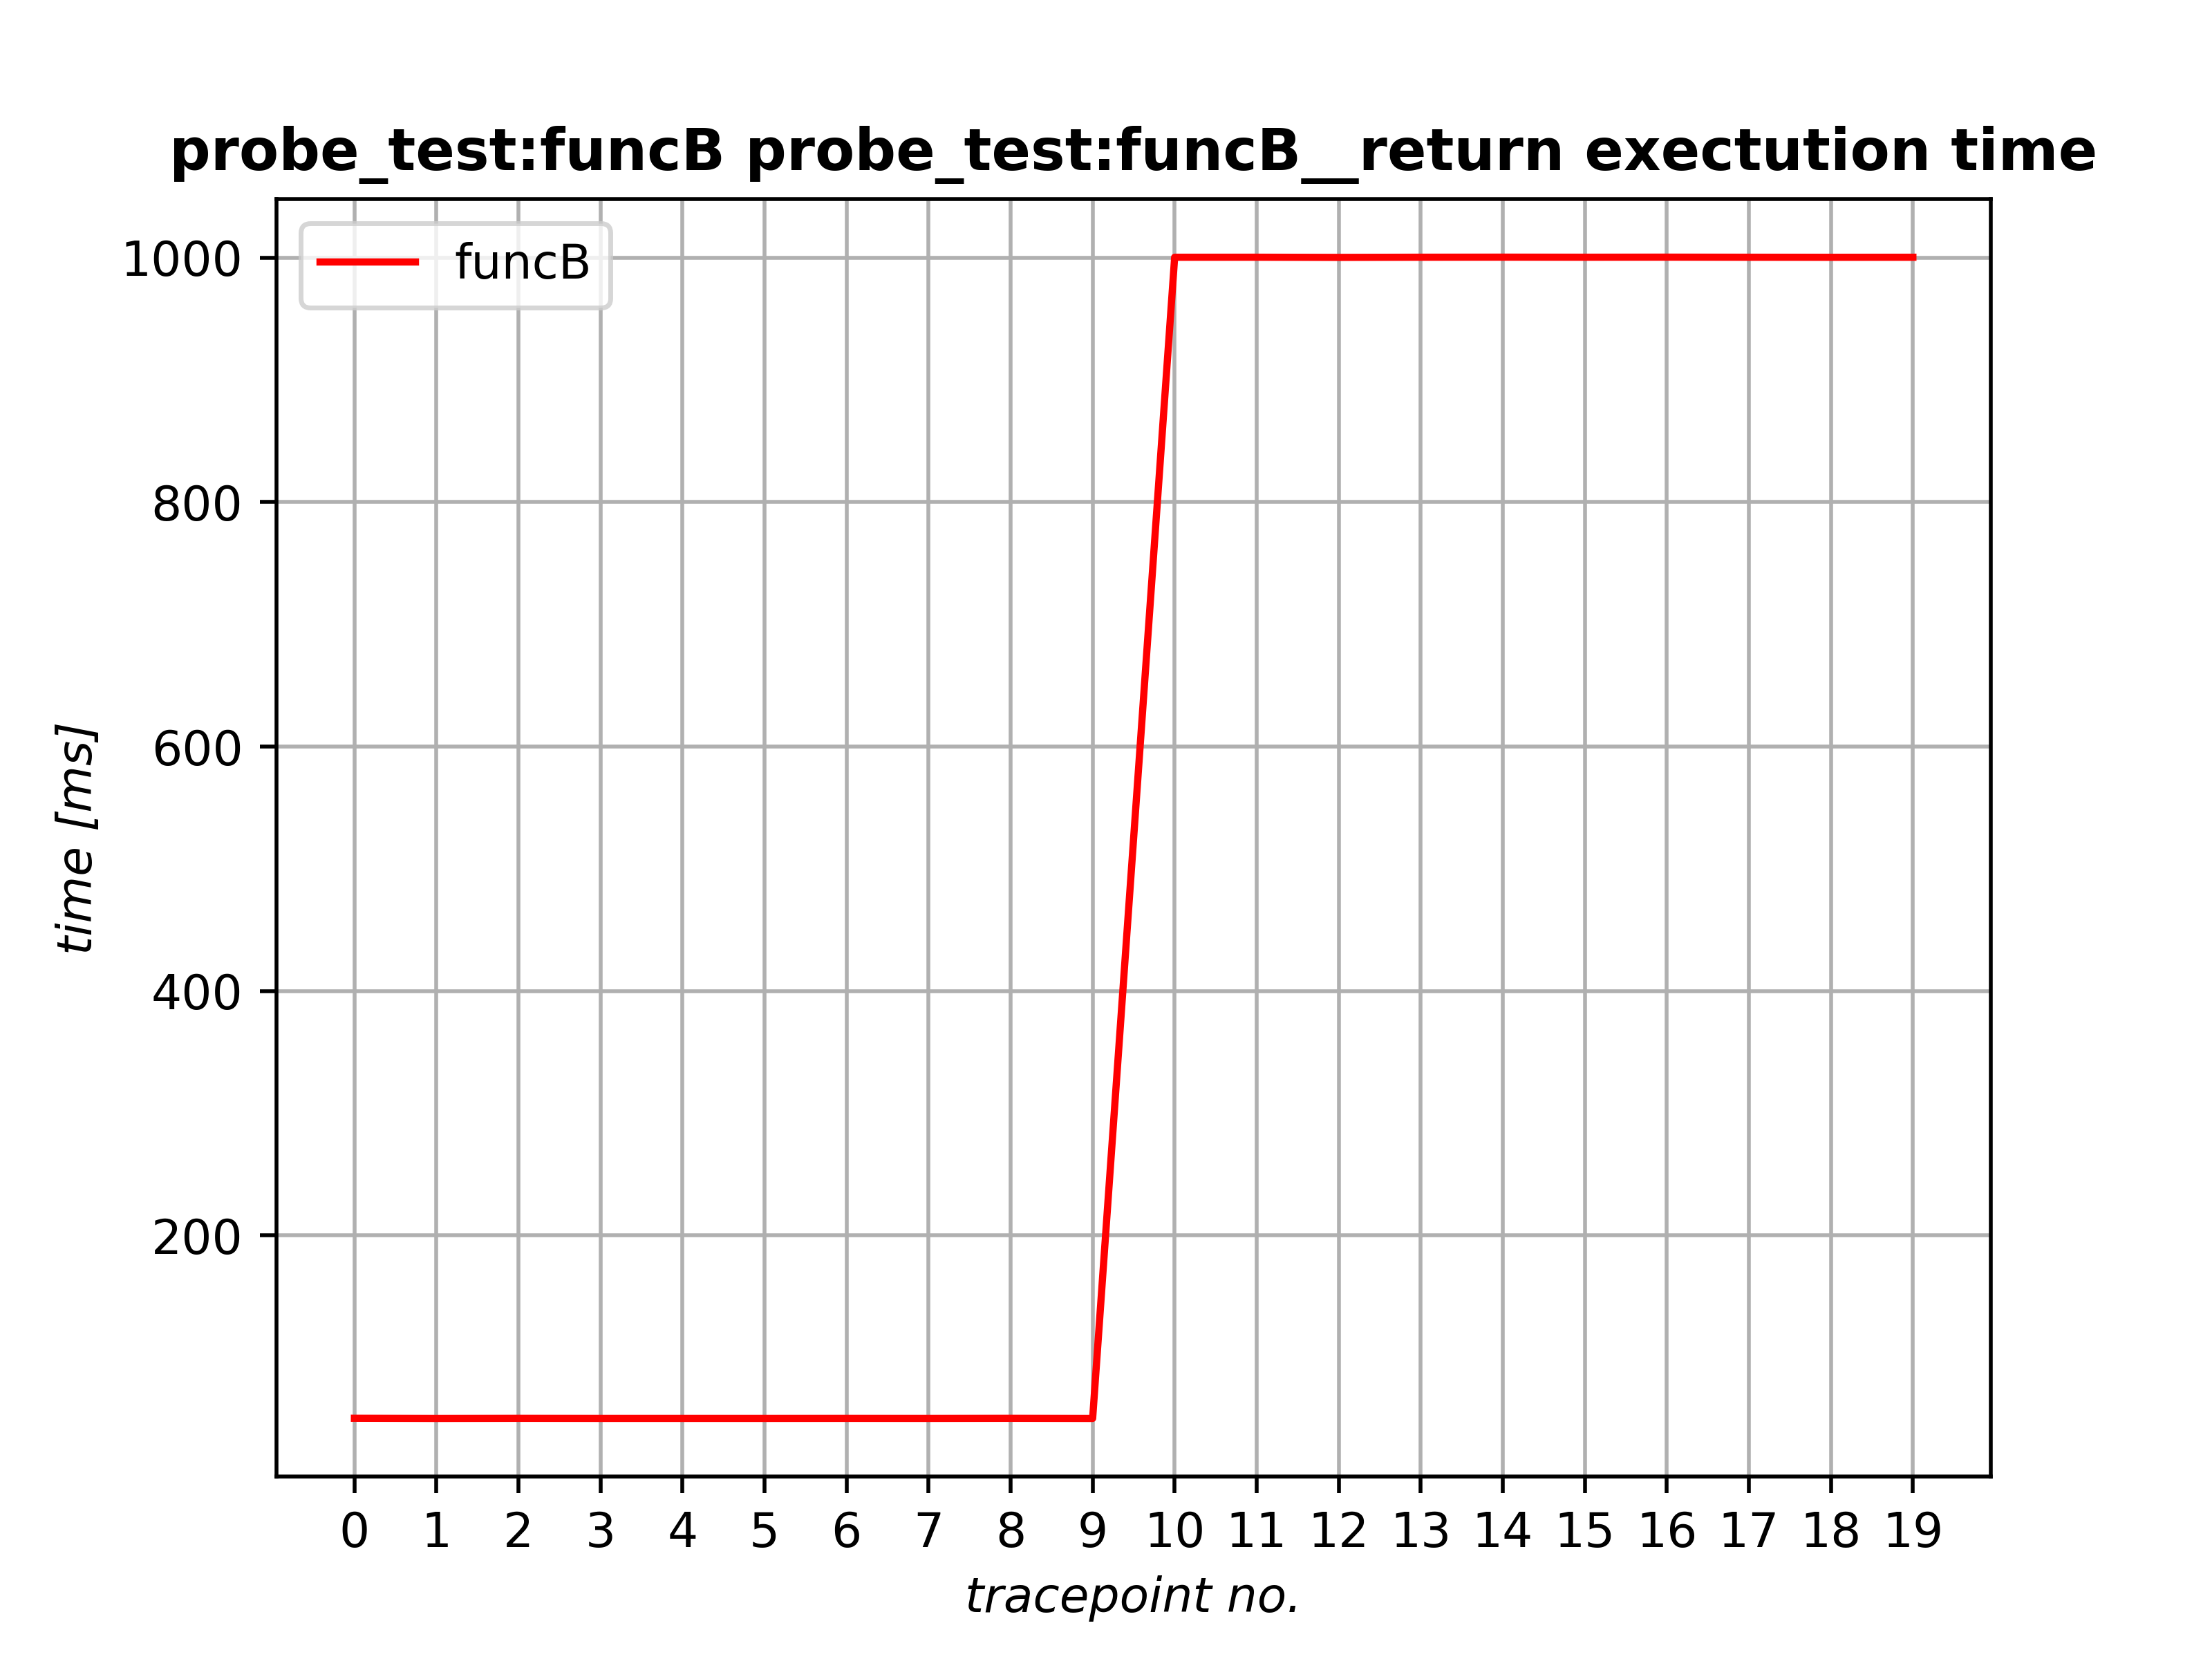 probe_test:funcB probe_test:funcB__return exectution time
funcB
1000
800
600
400
200
time [ms]
0 1 2 3 4 5 6 7 8 9 10 11 12 13 14 15 16 17 18 19
tracepoint no.